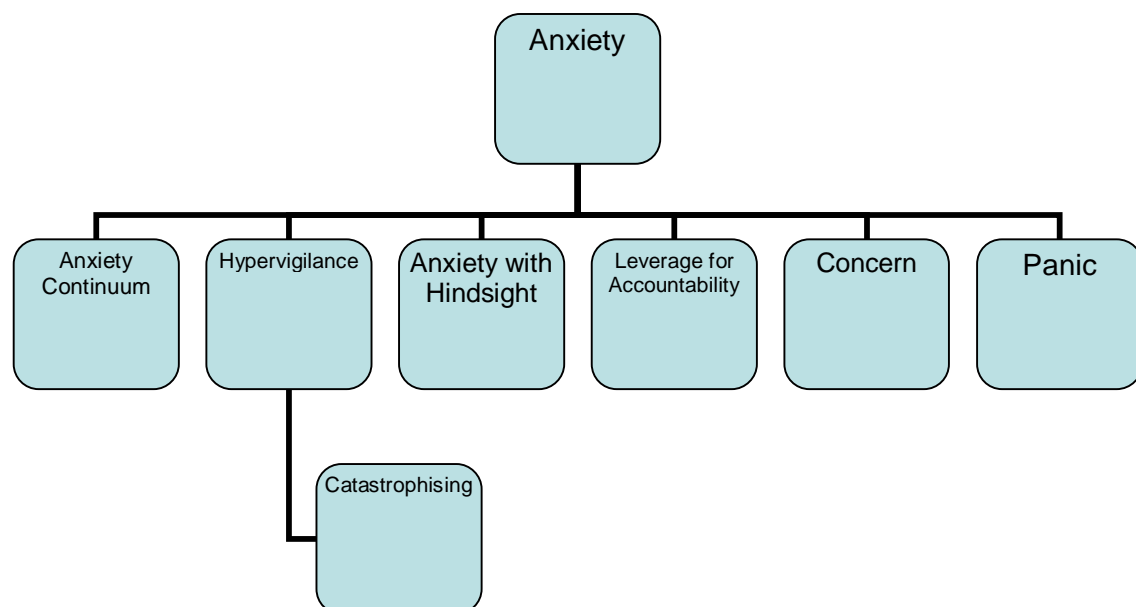 Anxiety
Anxiety
Continuum
Hypervigilance
Anxiety with
Hindsight
Leverage for
Accountability
Concern
Panic
Catastrophising